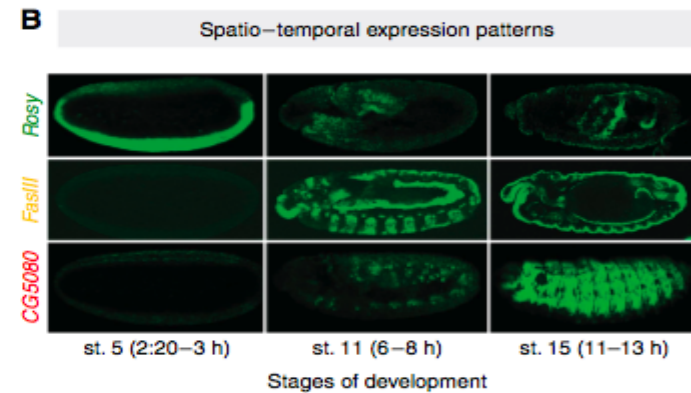 B
Spatio–temporal expression patterns
Rosy
FasIII
CG5080
st. 5 (2:20–3 h) st. 11 (6–8 h) st. 15 (11–13 h)
Stages of development